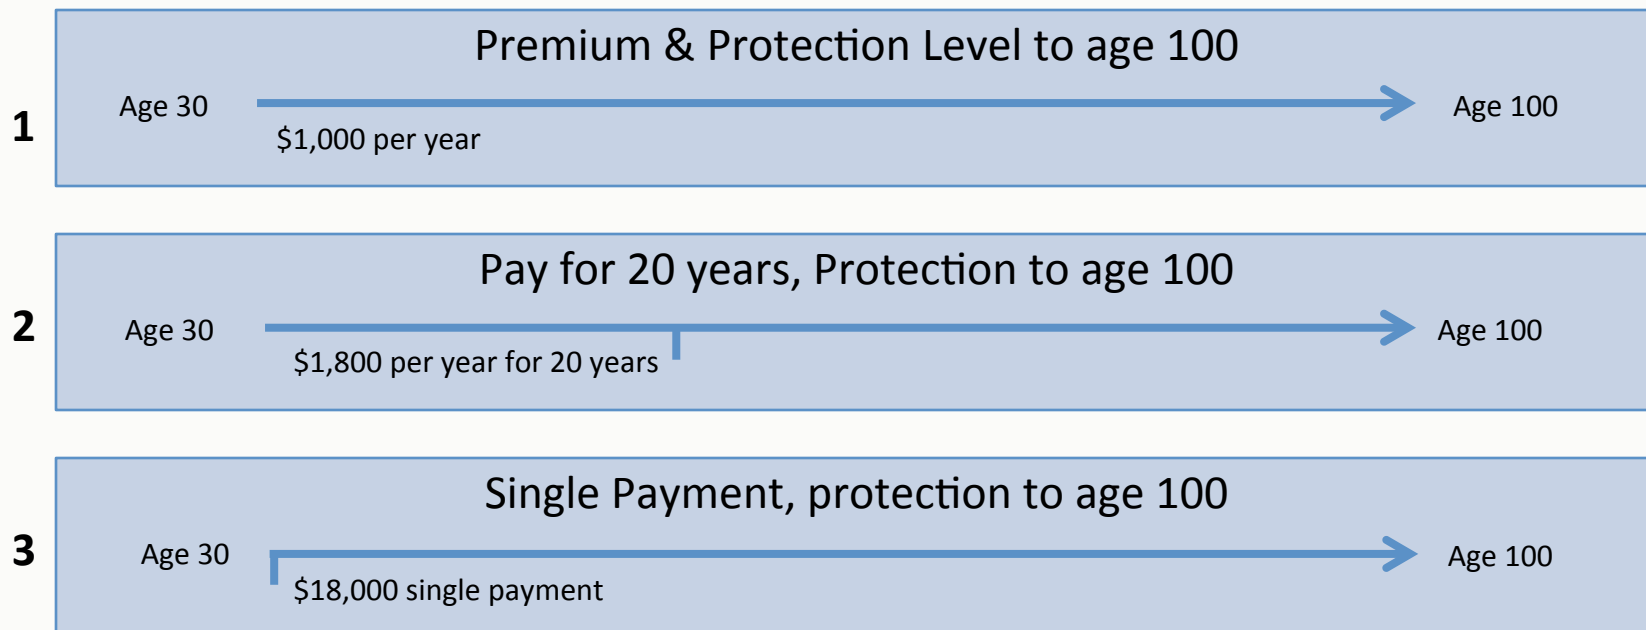 Premium & Protection Level to age 100
1
Age 30
Age 100
$1,000 per year
Pay for 20 years, Protection to age 100
2
Age 30
Age 100
$1,800 per year for 20 years
Single Payment, protection to age 100
3
Age 30
Age 100
$18,000 single payment